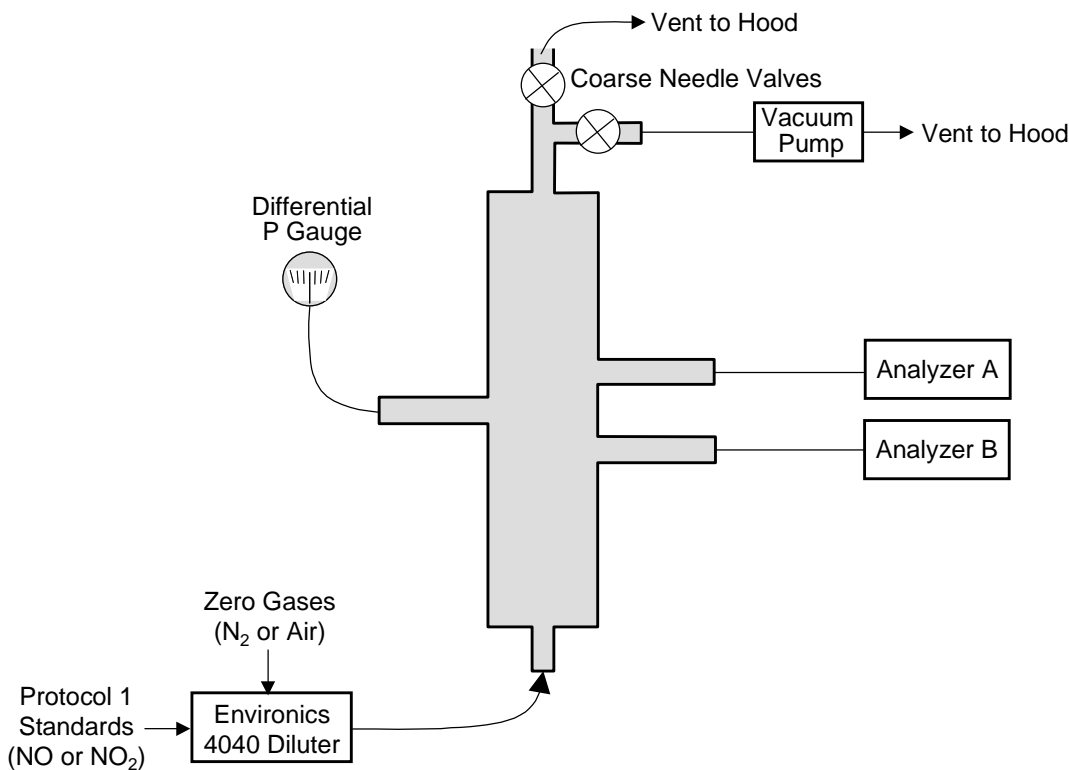 Vent to Hood
Coarse Needle Valves
Vacuum
Pump
Vent to Hood
Differential
P Gauge
Analyzer A
Analyzer B
Zero Gases
(N₂ or Air)
Protocol 1
Standards
(NO or NO₂)
Environics
4040 Diluter